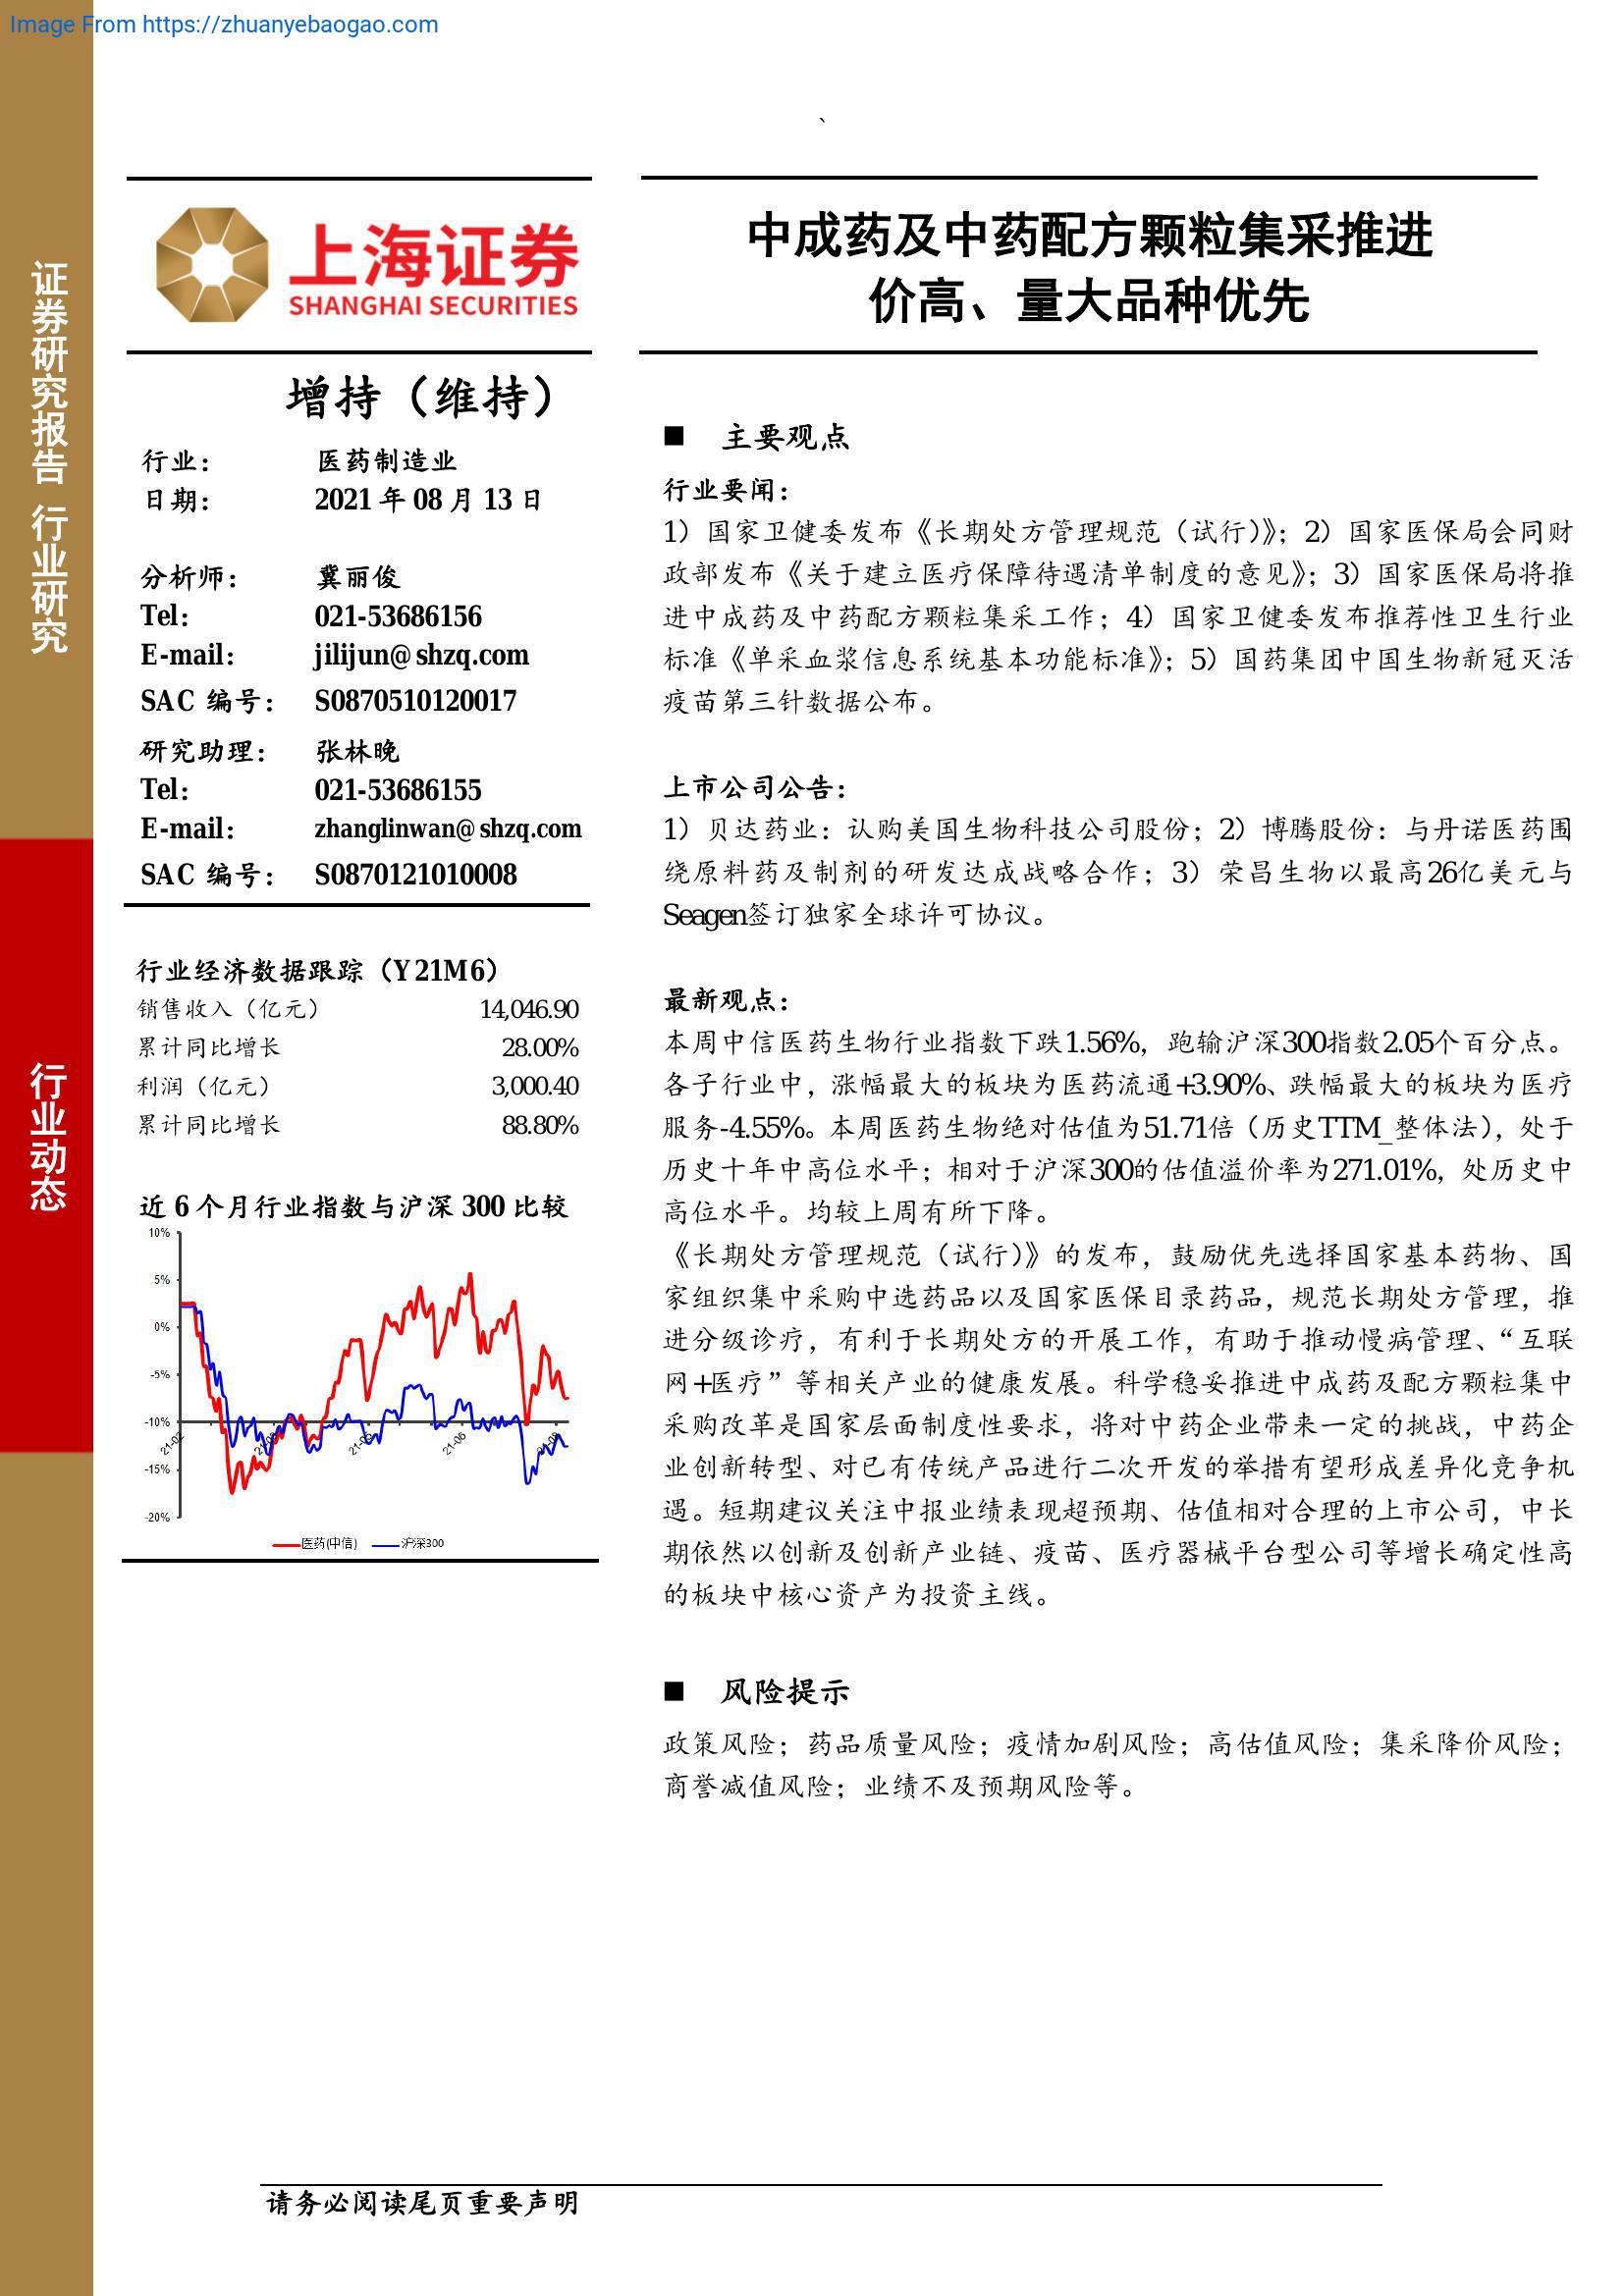 Image From https://zhuanyebaogao.com
、
证券研究报告 行业研究
行业动态
上海证券
SHANGHAI SECURITIES
中成药及中药配方颗粒集采推进
价高、量大品种优先
增持（维持）
行业： 医药制造业
日期： 2021 年 08 月 13 日
分析师： 冀丽俊
Tel： 021-53686156
E-mail： jilijun@shzq.com
SAC 编号： S0870510120017
研究助理： 张林晚
Tel： 021-53686155
E-mail： zhanglinwan@shzq.com
SAC 编号： S0870121010008
行业经济数据跟踪（Y21M6）
销售收入（亿元） 14,046.90
累计同比增长 28.00%
利润（亿元） 3,000.40
累计同比增长 88.80%
近 6 个月行业指数与沪深 300 比较
10%
5%
0%
-5%
-10%
-15%
-20%
21-02
21-05
21-06
21-08
医药(中信) 沪深300
■ 主要观点
行业要闻：
1）国家卫健委发布《长期处方管理规范（试行）》；2）国家医保局会同财
政部发布《关于建立医疗保障待遇清单制度的意见》；3）国家医保局将推
进中成药及中药配方颗粒集采工作；4）国家卫健委发布推荐性卫生行业
标准《单采血浆信息系统基本功能标准》；5）国药集团中国生物新冠灭活
疫苗第三针数据公布。
上市公司公告：
1）贝达药业：认购美国生物科技公司股份；2）博腾股份：与丹诺医药围
绕原料药及制剂的研发达成战略合作；3）荣昌生物以最高26亿美元与
Seagen签订独家全球许可协议。
最新观点：
本周中信医药生物行业指数下跌1.56%，跑输沪深300指数2.05个百分点。
各子行业中，涨幅最大的板块为医药流通+3.90%、跌幅最大的板块为医疗
服务-4.55%。本周医药生物绝对估值为51.71倍（历史TTM_整体法），处于
历史十年中高位水平；相对于沪深300的估值溢价率为271.01%，处历史中
高位水平。均较上周有所下降。
《长期处方管理规范（试行）》的发布，鼓励优先选择国家基本药物、国
家组织集中采购中选药品以及国家医保目录药品，规范长期处方管理，推
进分级诊疗，有利于长期处方的开展工作，有助于推动慢病管理、“互联
网+医疗”等相关产业的健康发展。科学稳妥推进中成药及配方颗粒集中
采购改革是国家层面制度性要求，将对中药企业带来一定的挑战，中药企
业创新转型、对已有传统产品进行二次开发的举措有望形成差异化竞争机
遇。短期建议关注中报业绩表现超预期、估值相对合理的上市公司，中长
期依然以创新及创新产业链、疫苗、医疗器械平台型公司等增长确定性高
的板块中核心资产为投资主线。
■ 风险提示
政策风险；药品质量风险；疫情加剧风险；高估值风险；集采降价风险；
商誉减值风险；业绩不及预期风险等。
请务必阅读尾页重要声明